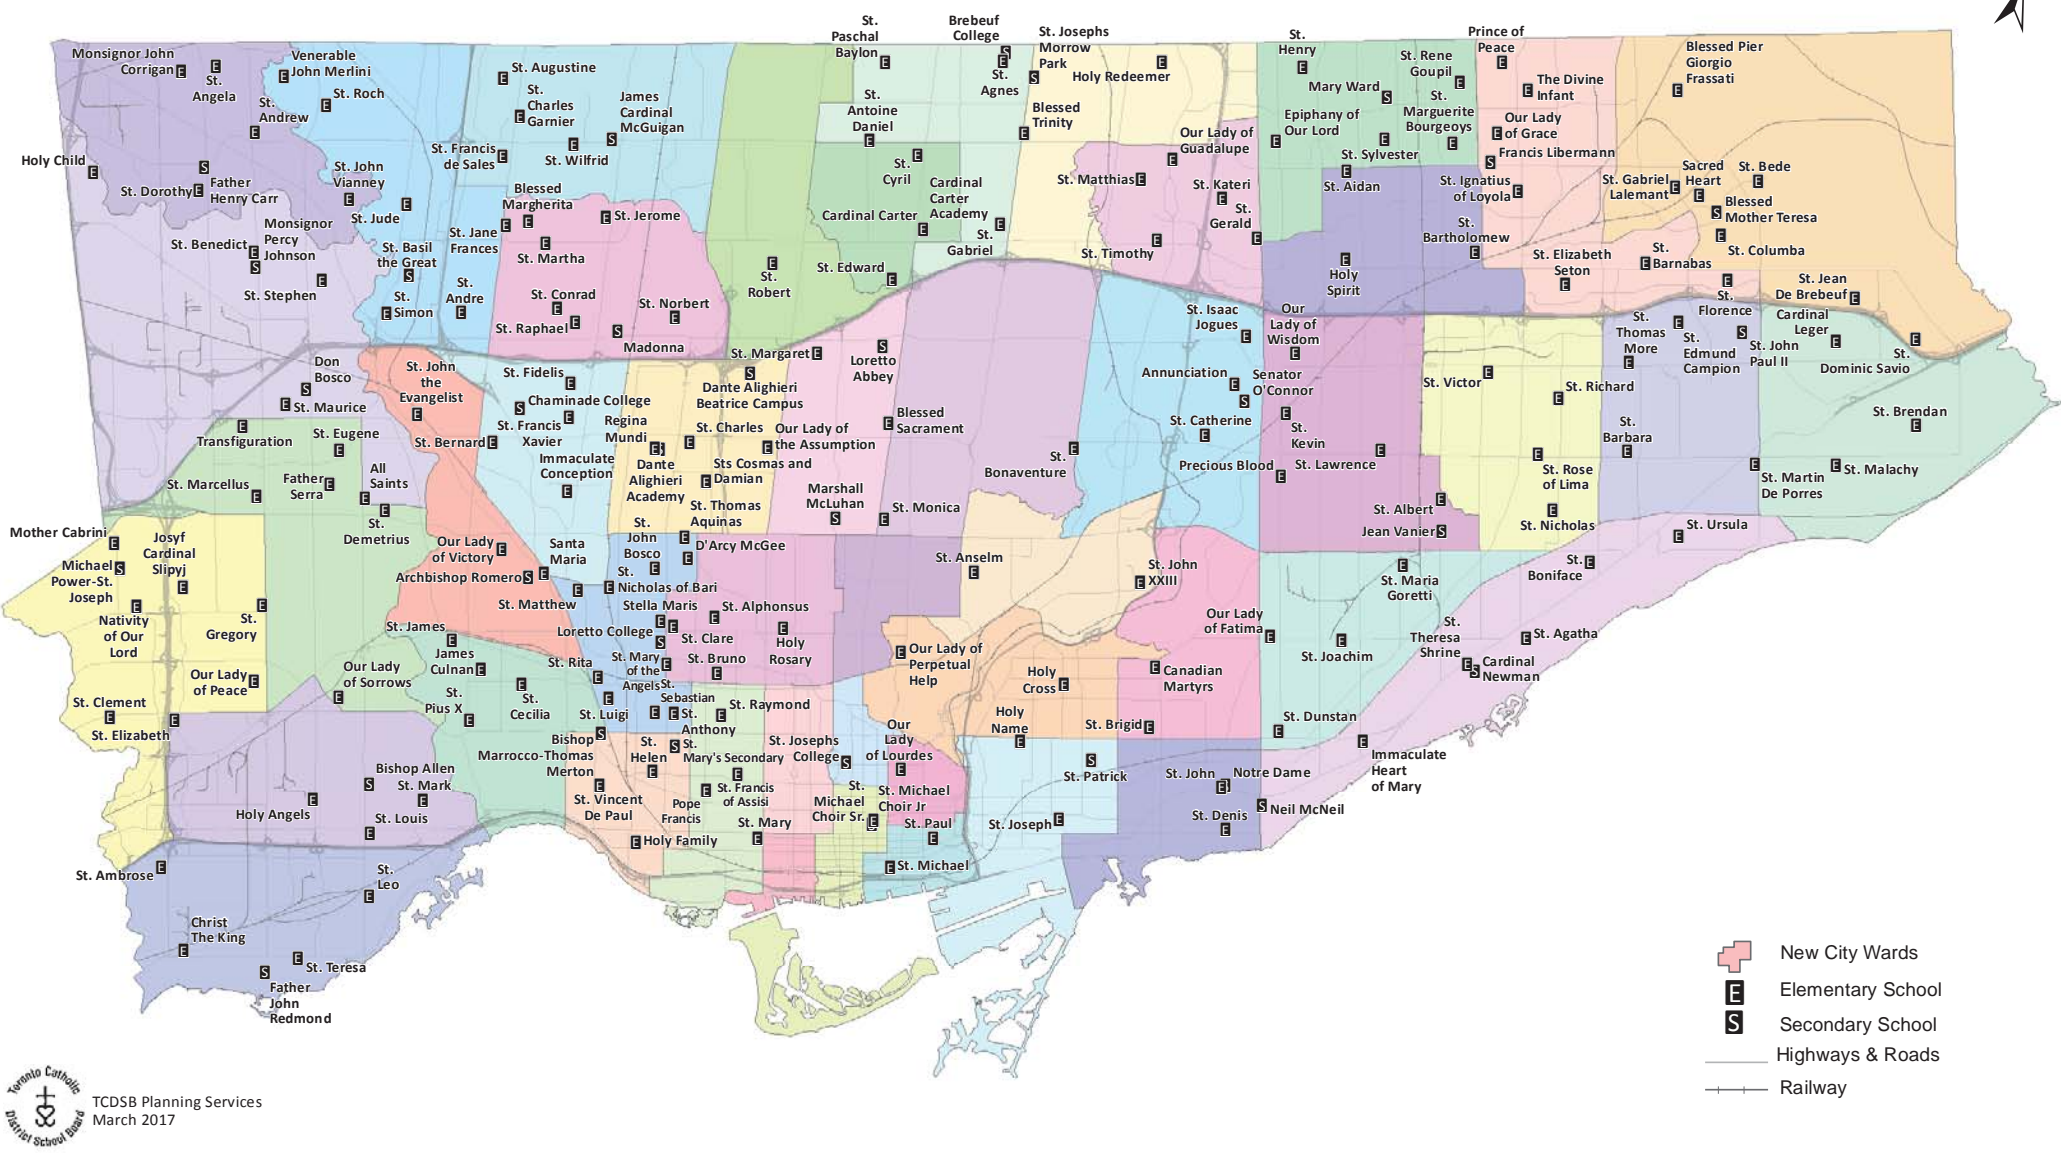 St.
Paschal
Baylon
Brebeuf
College
St. Josephs
Morrow
Park
St.
Henry
Prince of
Peace
Monsignor John
Corrigan
St.
Angela
Venerable
John Merlini
St. Roch
St.
Andrew
St. Augustine
St.
Charles
Garnier
James
Cardinal
McGuigan
St.
Agnes
Holy Redeemer
Mary Ward
St. Rene
Goupil
The Divine
Infant
Blessed Pier
Giorgio
Frassati
St.
Antoine
Daniel
Blessed
Trinity
Epiphany of
Our Lord
St.
Marguerite
Bourgeoys
Our Lady
of Grace
Francis Libermann
Holy Child
St. Dorothy
Father
Henry Carr
St. John
Vianney
St. Francis
de Sales
St. Wilfrid
St.
Cyril
Our Lady of
Guadalupe
St. Sylvester
St. Aidan
St. Ignatius
of Loyola
St. Gabriel
Lalemant
Sacred
Heart
St. Bede
Blessed
Mother Teresa
St. Columba
St. Benedict
Monsignor
Percy
Johnson
St. Stephen
St. Jude
St. Basil
the Great
St.
Simon
St. Jane
Frances
Blessed
Margherita
St. Jerome
St. Martha
St.
Andre
St. Conrad
St. Raphael
St. Norbert
Madonna
Cardinal Carter
Cardinal
Carter
Academy
St.
Gabriel
St. Edward
St.
Robert
St. Matthias
St. Kateri
St.
Gerald
St. Timothy
Holy
Spirit
St.
Bartholomew
St. Elizabeth
Seton
St.
Barnabas
St. Jean
De Brebeuf
St.
Florence
St.
Thomas
More
St.
Edmund
Campion
St. John
Paul II
Cardinal
Leger
St.
Dominic Savio
St. Brendan
Don
Bosco
St. Maurice
Transfiguration
St. Eugene
St. John
the
Evangelist
St. Fidelis
Chaminade College
St. Francis
Xavier
St. Bernard
Immaculate
Conception
Regina
Mundi
Dante
Alighieri
Academy
St. Margaret
Dante Alighieri
Beatrice Campus
St. Charles
Our Lady of
the Assumption
Sts Cosmas and
Damian
St. Thomas
Aquinas
Loretto
Abbey
Blessed
Sacrament
Marshall
McLuhan
St. Monica
St.
Bonaventure
St. Isaac
Jogues
Annunciation
St. Catherine
Precious Blood
Our
Lady of
Wisdom
Senator
O'Connor
St.
Kevin
St. Lawrence
St. Albert
Jean Vanier
St. Victor
St. Richard
St. Rose
of Lima
St. Nicholas
St.
Barbara
St. Martin
De Porres
St. Malachy
St. Ursula
St. Marcellus
Father
Serra
All
Saints
St.
Demetrius
Mother Cabrini
Michael
Power-St.
Joseph
Josyf
Cardinal
Slipyj
Nativity
of Our
Lord
St.
Gregory
Our Lady
of Peace
St. Clement
St. Elizabeth
Our Lady
of Victory
Archbishop Romero
Santa
Maria
St. Matthew
St.
John
Bosco
D'Arcy McGee
St.
Nicholas of Bari
Stella Maris
St. Alphonsus
Loretto College
St. Clare
Holy
Rosary
St. Bruno
St. Mary
of the
Angels
St. Rita
St. James
James
Culnan
Our Lady
of Sorrows
St.
Pius X
St.
Cecilia
St. Luigi
St.
Sebastian
St.
Anthony
St. Raymond
St. Anselm
St. John
XXIII
Our Lady of
Perpetual
Help
Holy
Cross
Canadian
Martyrs
Our Lady
of Fatima
St. Joachim
St. Maria
Goretti
St.
Boniface
St.
Theresa
Shrine
St. Agatha
Cardinal
Newman
Bishop
Marrocco-Thomas
Merton
St.
Helen
St.
Mary's Secondary
St. Vincent
De Paul
Pope
Francis
St. Francis
of Assisi
Holy Family
St. Mary
St. Josephs
College
Our
Lady
of Lourdes
St.
Michael
Choir Sr.
St. Michael
Choir Jr
St. Paul
St. Michael
Holy
Name
St. Brigid
St. Patrick
St. Joseph
St. John
Notre Dame
St. Denis
Neil McNeil
St. Dunstan
Immaculate
Heart
of Mary
Bishop Allen
St. Mark
Holy Angels
St. Louis
St. Ambrose
St.
Leo
Christ
The King
St. Teresa
Father
John
Redmond
New City Wards
E Elementary School
S Secondary School
Highways & Roads
Railway
Toronto Catholic
District School Board
TCDSB Planning Services
March 2017